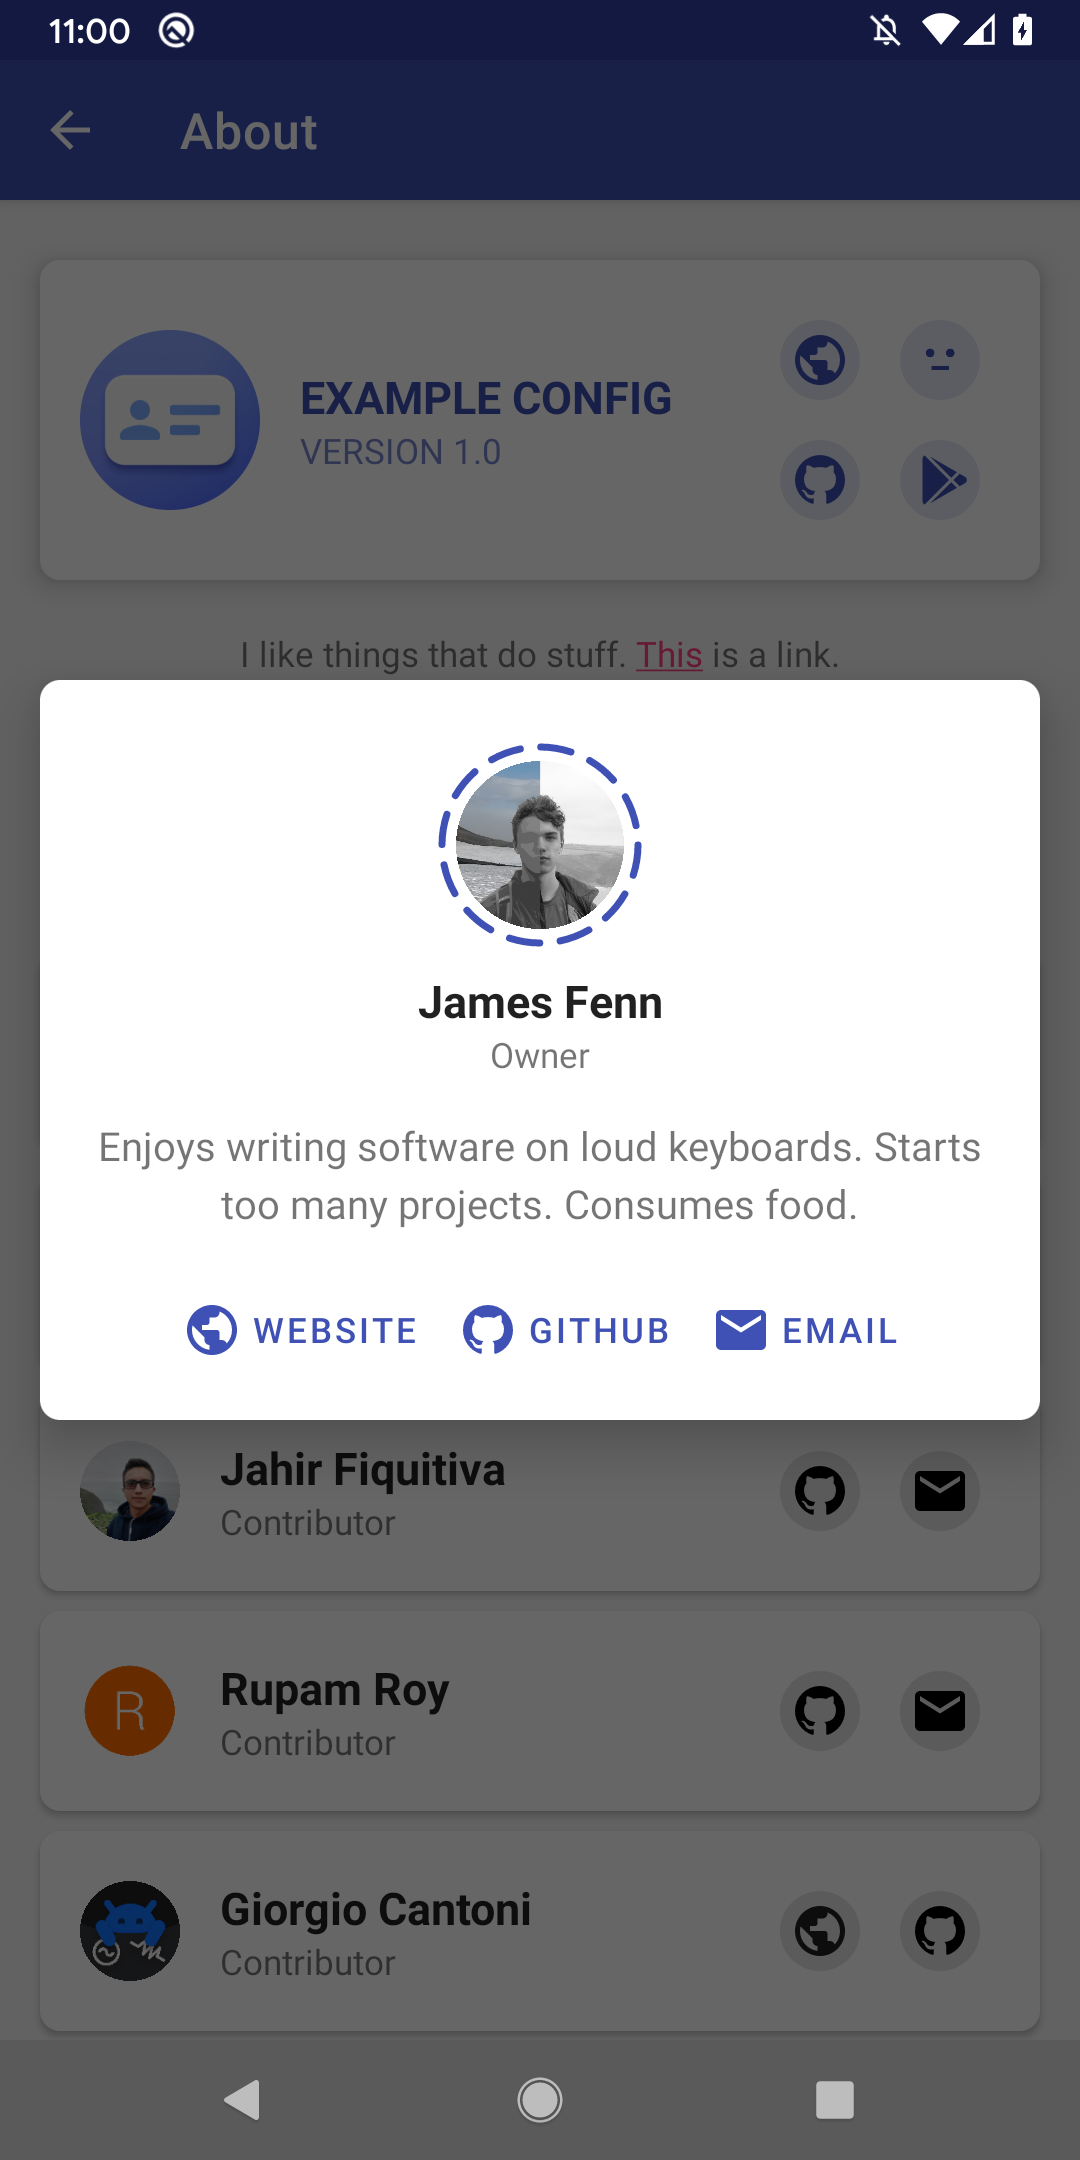 11:00
About
EXAMPLE CONFIG
VERSION 1.0
I like things that do stuff. This is a link.
James Fenn
Owner
Enjoys writing software on loud keyboards. Starts
too many projects. Consumes food.
WEBSITE GITHUB EMAIL
Jahir Fiquitiva
Contributor
R
Rupam Roy
Contributor
Giorgio Cantoni
Contributor